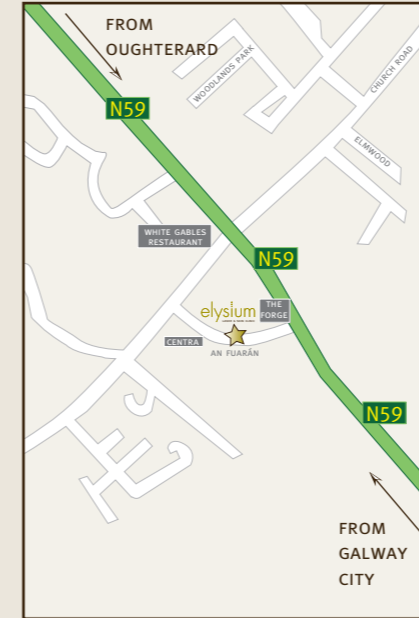 FROM
OUGHTERARD
WOODLANDS PARK
CHURCH ROAD
N59
ELMWOOD
WHITE GABLES
RESTAURANT
N59
elysium
THE
FORGE
CENTRA
AN FUARÁN
N59
FROM
GALWAY
CITY